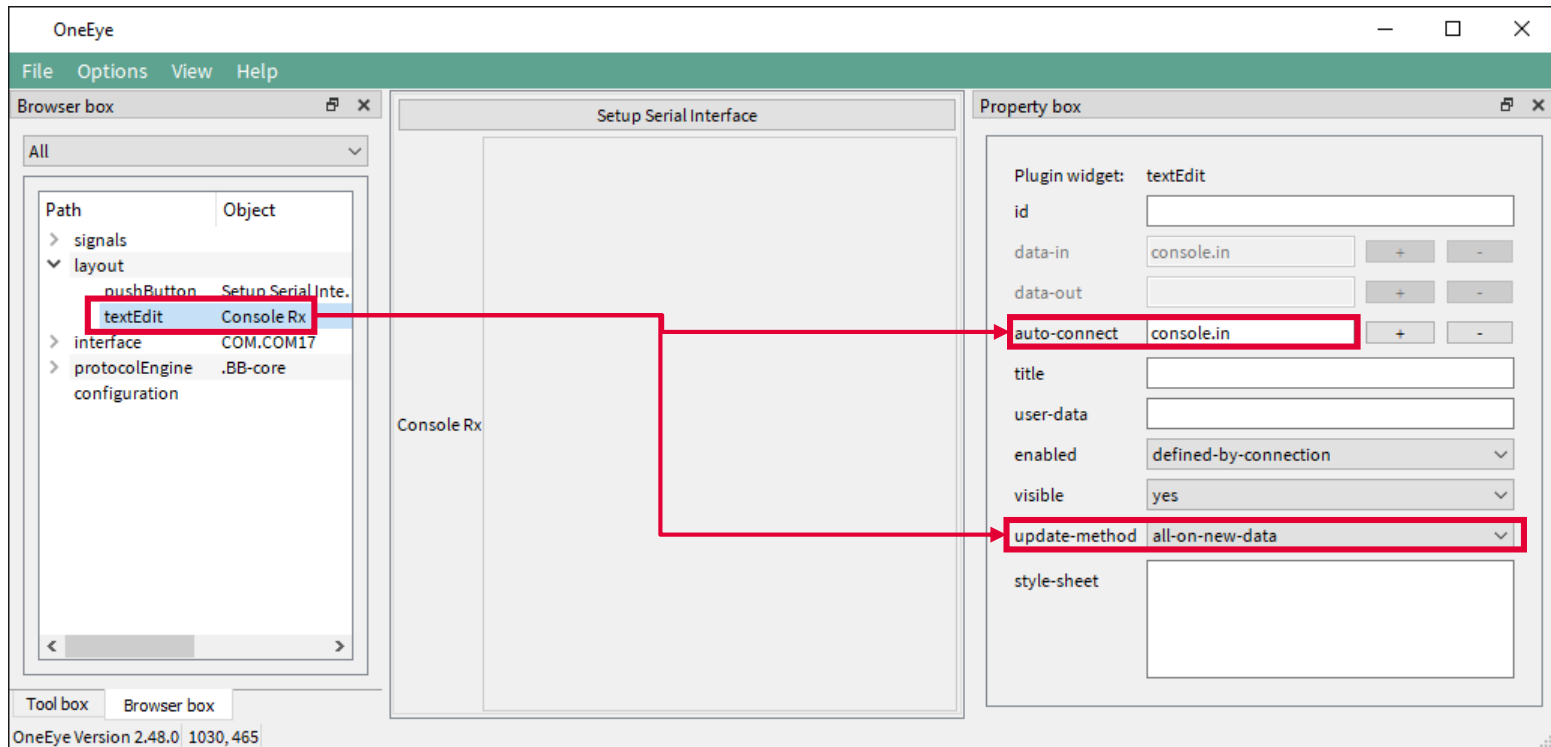 OneEye
File Options View Help
Browser box
All
Path Object
signals
layout
pushButton Setup Serial Inte.
textEdit Console Rx
interface COM.COM17
protocolEngine .BB-core
configuration
Tool box Browser box
OneEye Version 2.48.0 1030, 465
Setup Serial Interface
Console Rx
Property box
Plugin widget: textEdit
id
data-in console.in + -
data-out + -
auto-connect console.in + -
title
user-data
enabled defined-by-connection
visible yes
update-method all-on-new-data
style-sheet